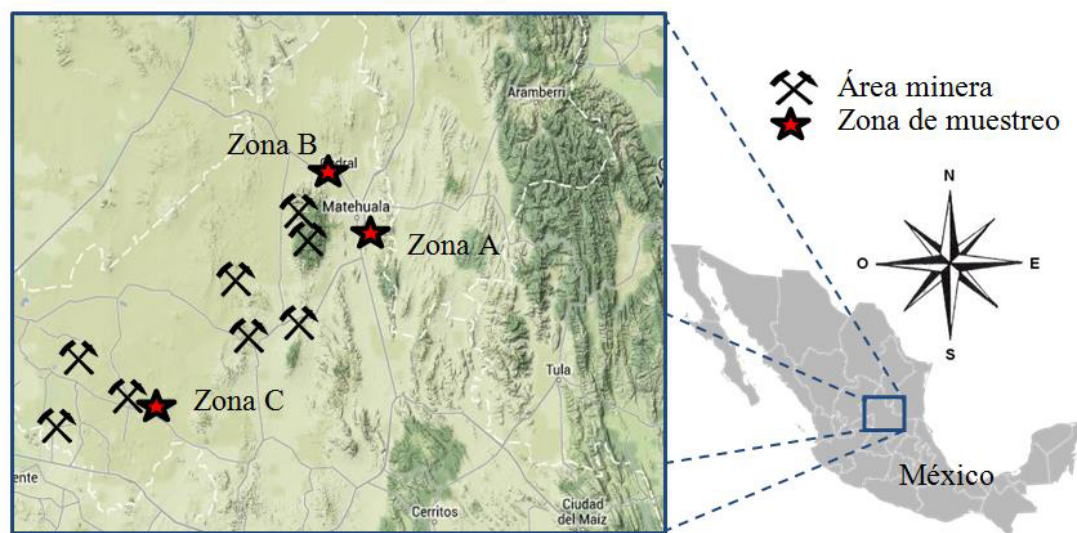 Aramberri
Área minera
Zona de muestreo
Zona B
Matehuala
Zona A
N
O
E
S
Tula
Zona C
México
Cerritos
Ciudad
del Maíz